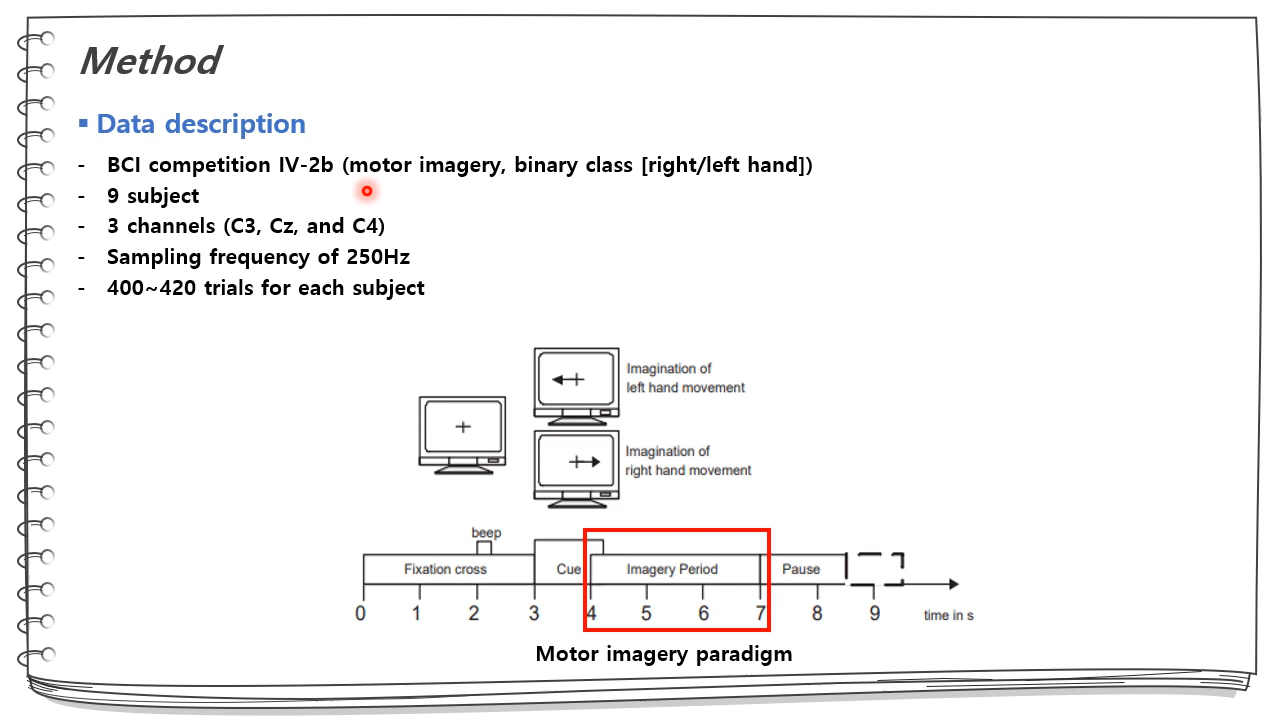 Method
▪ Data description
- BCI competition IV-2b (motor imagery, binary class [right/left hand])
- 9 subject
- 3 channels (C3, Cz, and C4)
- Sampling frequency of 250Hz
- 400~420 trials for each subject
Imagination of
left hand movement
Imagination of
right hand movement
beep
Fixation cross Cue Imagery Period Pause
0 1 2 3 4 5 6 7 8 9 time in s
Motor imagery paradigm